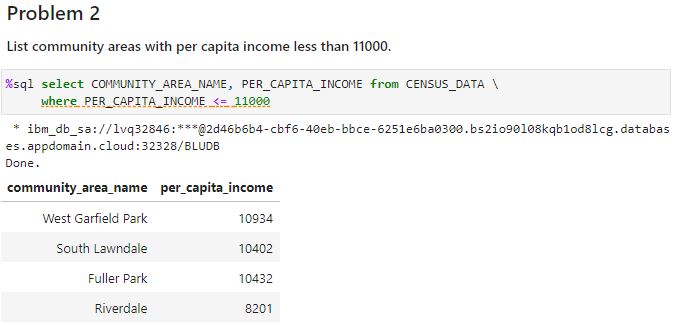 Problem 2
List community areas with per capita income less than 11000.
%sql select COMMUNITY_AREA_NAME, PER_CAPITA_INCOME from CENSUS_DATA \
where PER_CAPITA_INCOME <= 11000
* ibm_db_sa://lvq32846:***@2d46b6b4-cbf6-40eb-bbce-6251e6ba0300.bs2io90l08kqb1od8lcg.databas
es.appdomain.cloud:32328/BLUDB
Done.
community_area_name per_capita_income
West Garfield Park 10934
South Lawndale 10402
Fuller Park 10432
Riverdale 8201